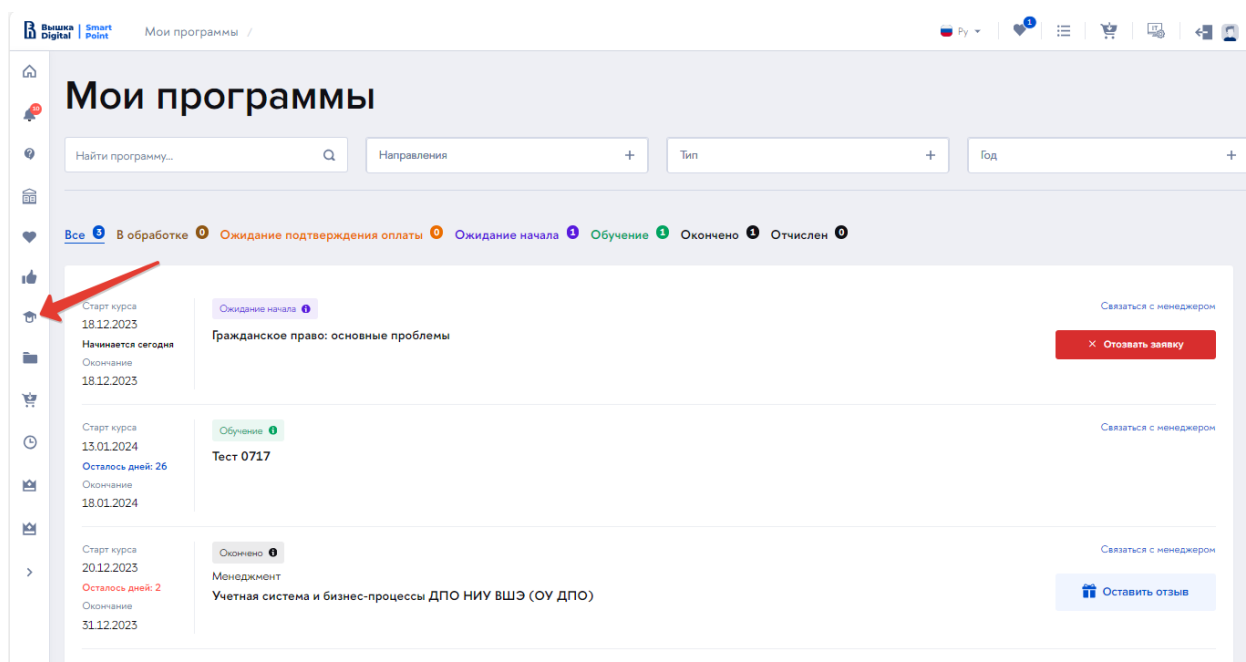 Вышка Digital | Smart Point
Мои программы /
Ру
1
10
Мои программы
Найти программу...
Направления +
Тип +
Год +
Все 3 В обработке 0 Ожидание подтверждения оплаты 0 Ожидание начала 1 Обучение 1 Окончено 1 Отчислен 0
Старт курса
18.12.2023
Начинается сегодня
Окончание
18.12.2023
Ожидание начала
Гражданское право: основные проблемы
Связаться с менеджером
× Отозвать заявку
Старт курса
13.01.2024
Осталось дней: 26
Окончание
18.01.2024
Обучение
Тест 0717
Связаться с менеджером
Старт курса
20.12.2023
Осталось дней: 2
Окончание
31.12.2023
Окончено
Менеджмент
Учетная система и бизнес-процессы ДПО НИУ ВШЭ (ОУ ДПО)
Связаться с менеджером
Оставить отзыв